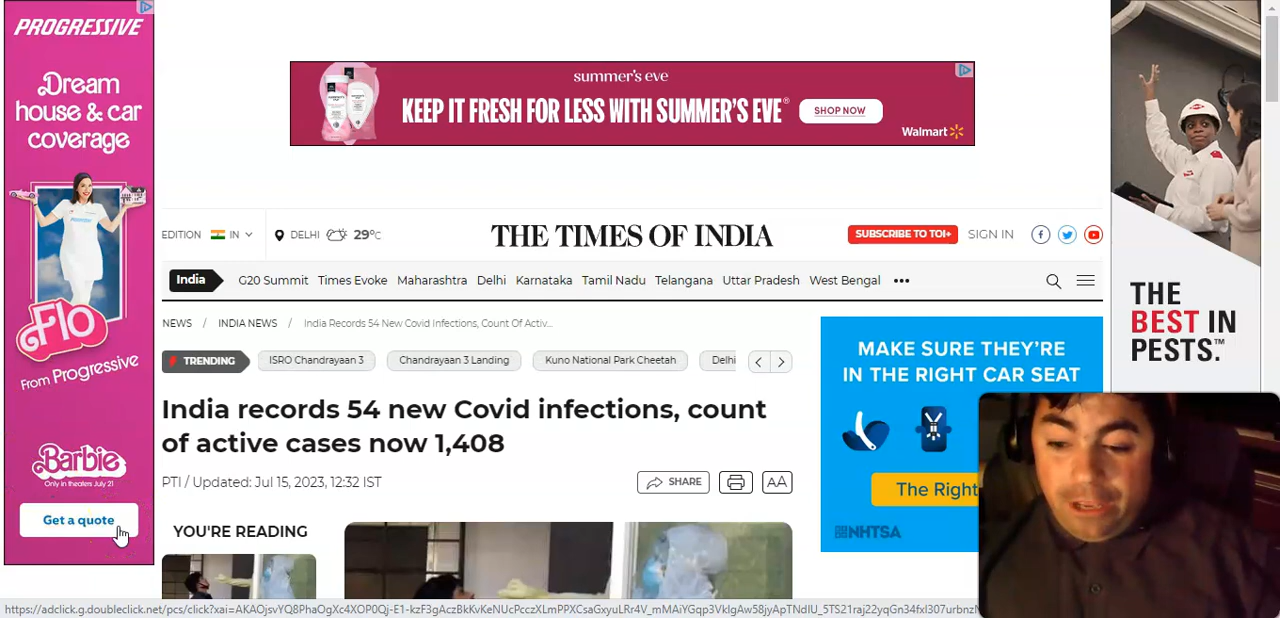 PROGRESSIVE
Dream
house & car
coverage
Flo
From Progressive
Barbie
Only in theaters July 21
Get a quote
summer's eve
KEEP IT FRESH FOR LESS WITH SUMMER'S EVE®
SHOP NOW
Walmart
EDITION IN
DELHI 29°C
THE TIMES OF INDIA
SUBSCRIBE TO TOI+
SIGN IN
India G20 Summit Times Evoke Maharashtra Delhi Karnataka Tamil Nadu Telangana Uttar Pradesh West Bengal •••
NEWS / INDIA NEWS / India Records 54 New Covid Infections, Count Of Activ...
TRENDING ISRO Chandrayaan 3 Chandrayaan 3 Landing Kuno National Park Cheetah Delhi
India records 54 new Covid infections, count
of active cases now 1,408
PTI / Updated: Jul 15, 2023, 12:32 IST
SHARE
AA
YOU'RE READING
MAKE SURE THEY'RE
IN THE RIGHT CAR SEAT
The Right
NHTSA
THE
BEST IN
PESTS.™